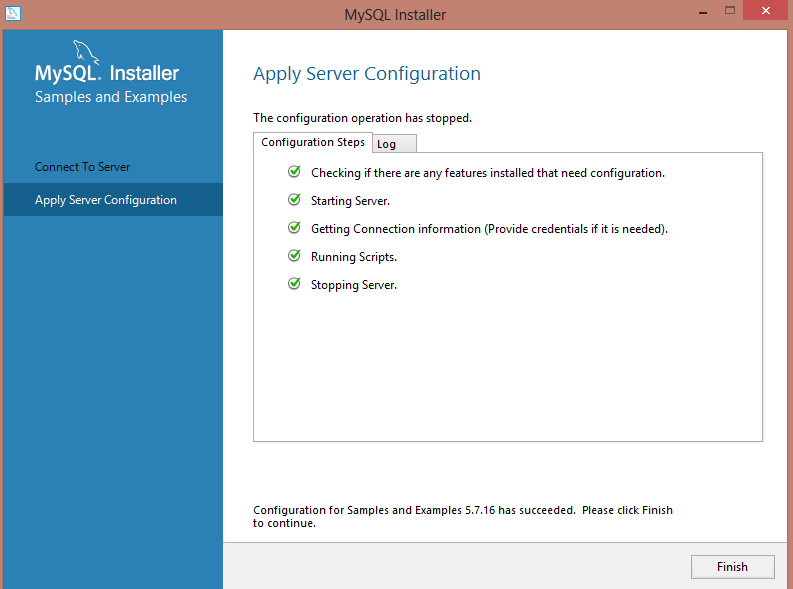 MySQL Installer
MySQL. Installer
Samples and Examples
Connect To Server
Apply Server Configuration
Apply Server Configuration
The configuration operation has stopped.
Configuration Steps
Log
Checking if there are any features installed that need configuration.
Starting Server.
Getting Connection information (Provide credentials if it is needed).
Running Scripts.
Stopping Server.
Configuration for Samples and Examples 5.7.16 has succeeded. Please click Finish
to continue.
Finish